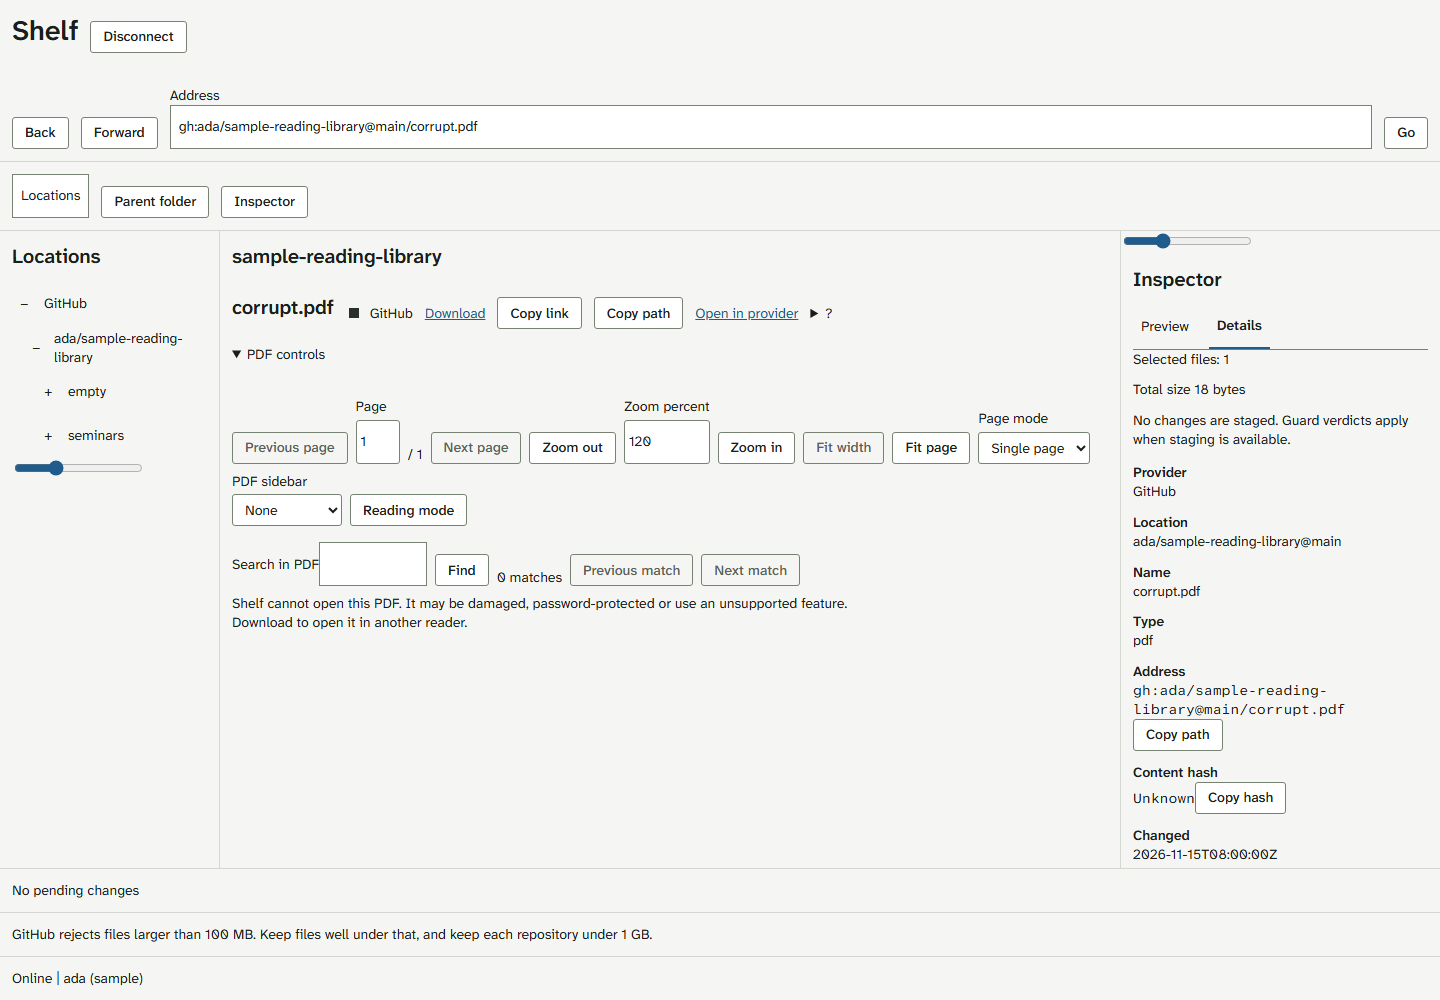 Shelf
Disconnect
Address
Back
Forward
gh:ada/sample-reading-library@main/corrupt.pdf
Go
Locations
Parent folder
Inspector
Locations
– GitHub
– ada/sample-reading-
library
+ empty
+ seminars
sample-reading-library
corrupt.pdf
GitHub
Download
Copy link
Copy path
Open in provider
?
PDF controls
Previous page
Page
1
/ 1
Next page
Zoom out
Zoom percent
120
Zoom in
Fit width
Fit page
Page mode
Single page
PDF sidebar
None
Reading mode
Search in PDF
Find
0 matches
Previous match
Next match
Shelf cannot open this PDF. It may be damaged, password-protected or use an unsupported feature.
Download to open it in another reader.
Inspector
Preview
Details
Selected files: 1
Total size 18 bytes
No changes are staged. Guard verdicts apply
when staging is available.
Provider
GitHub
Location
ada/sample-reading-library@main
Name
corrupt.pdf
Type
pdf
Address
gh:ada/sample-reading-
library@main/corrupt.pdf
Copy path
Content hash
Unknown
Copy hash
Changed
2026-11-15T08:00:00Z
No pending changes
GitHub rejects files larger than 100 MB. Keep files well under that, and keep each repository under 1 GB.
Online | ada (sample)